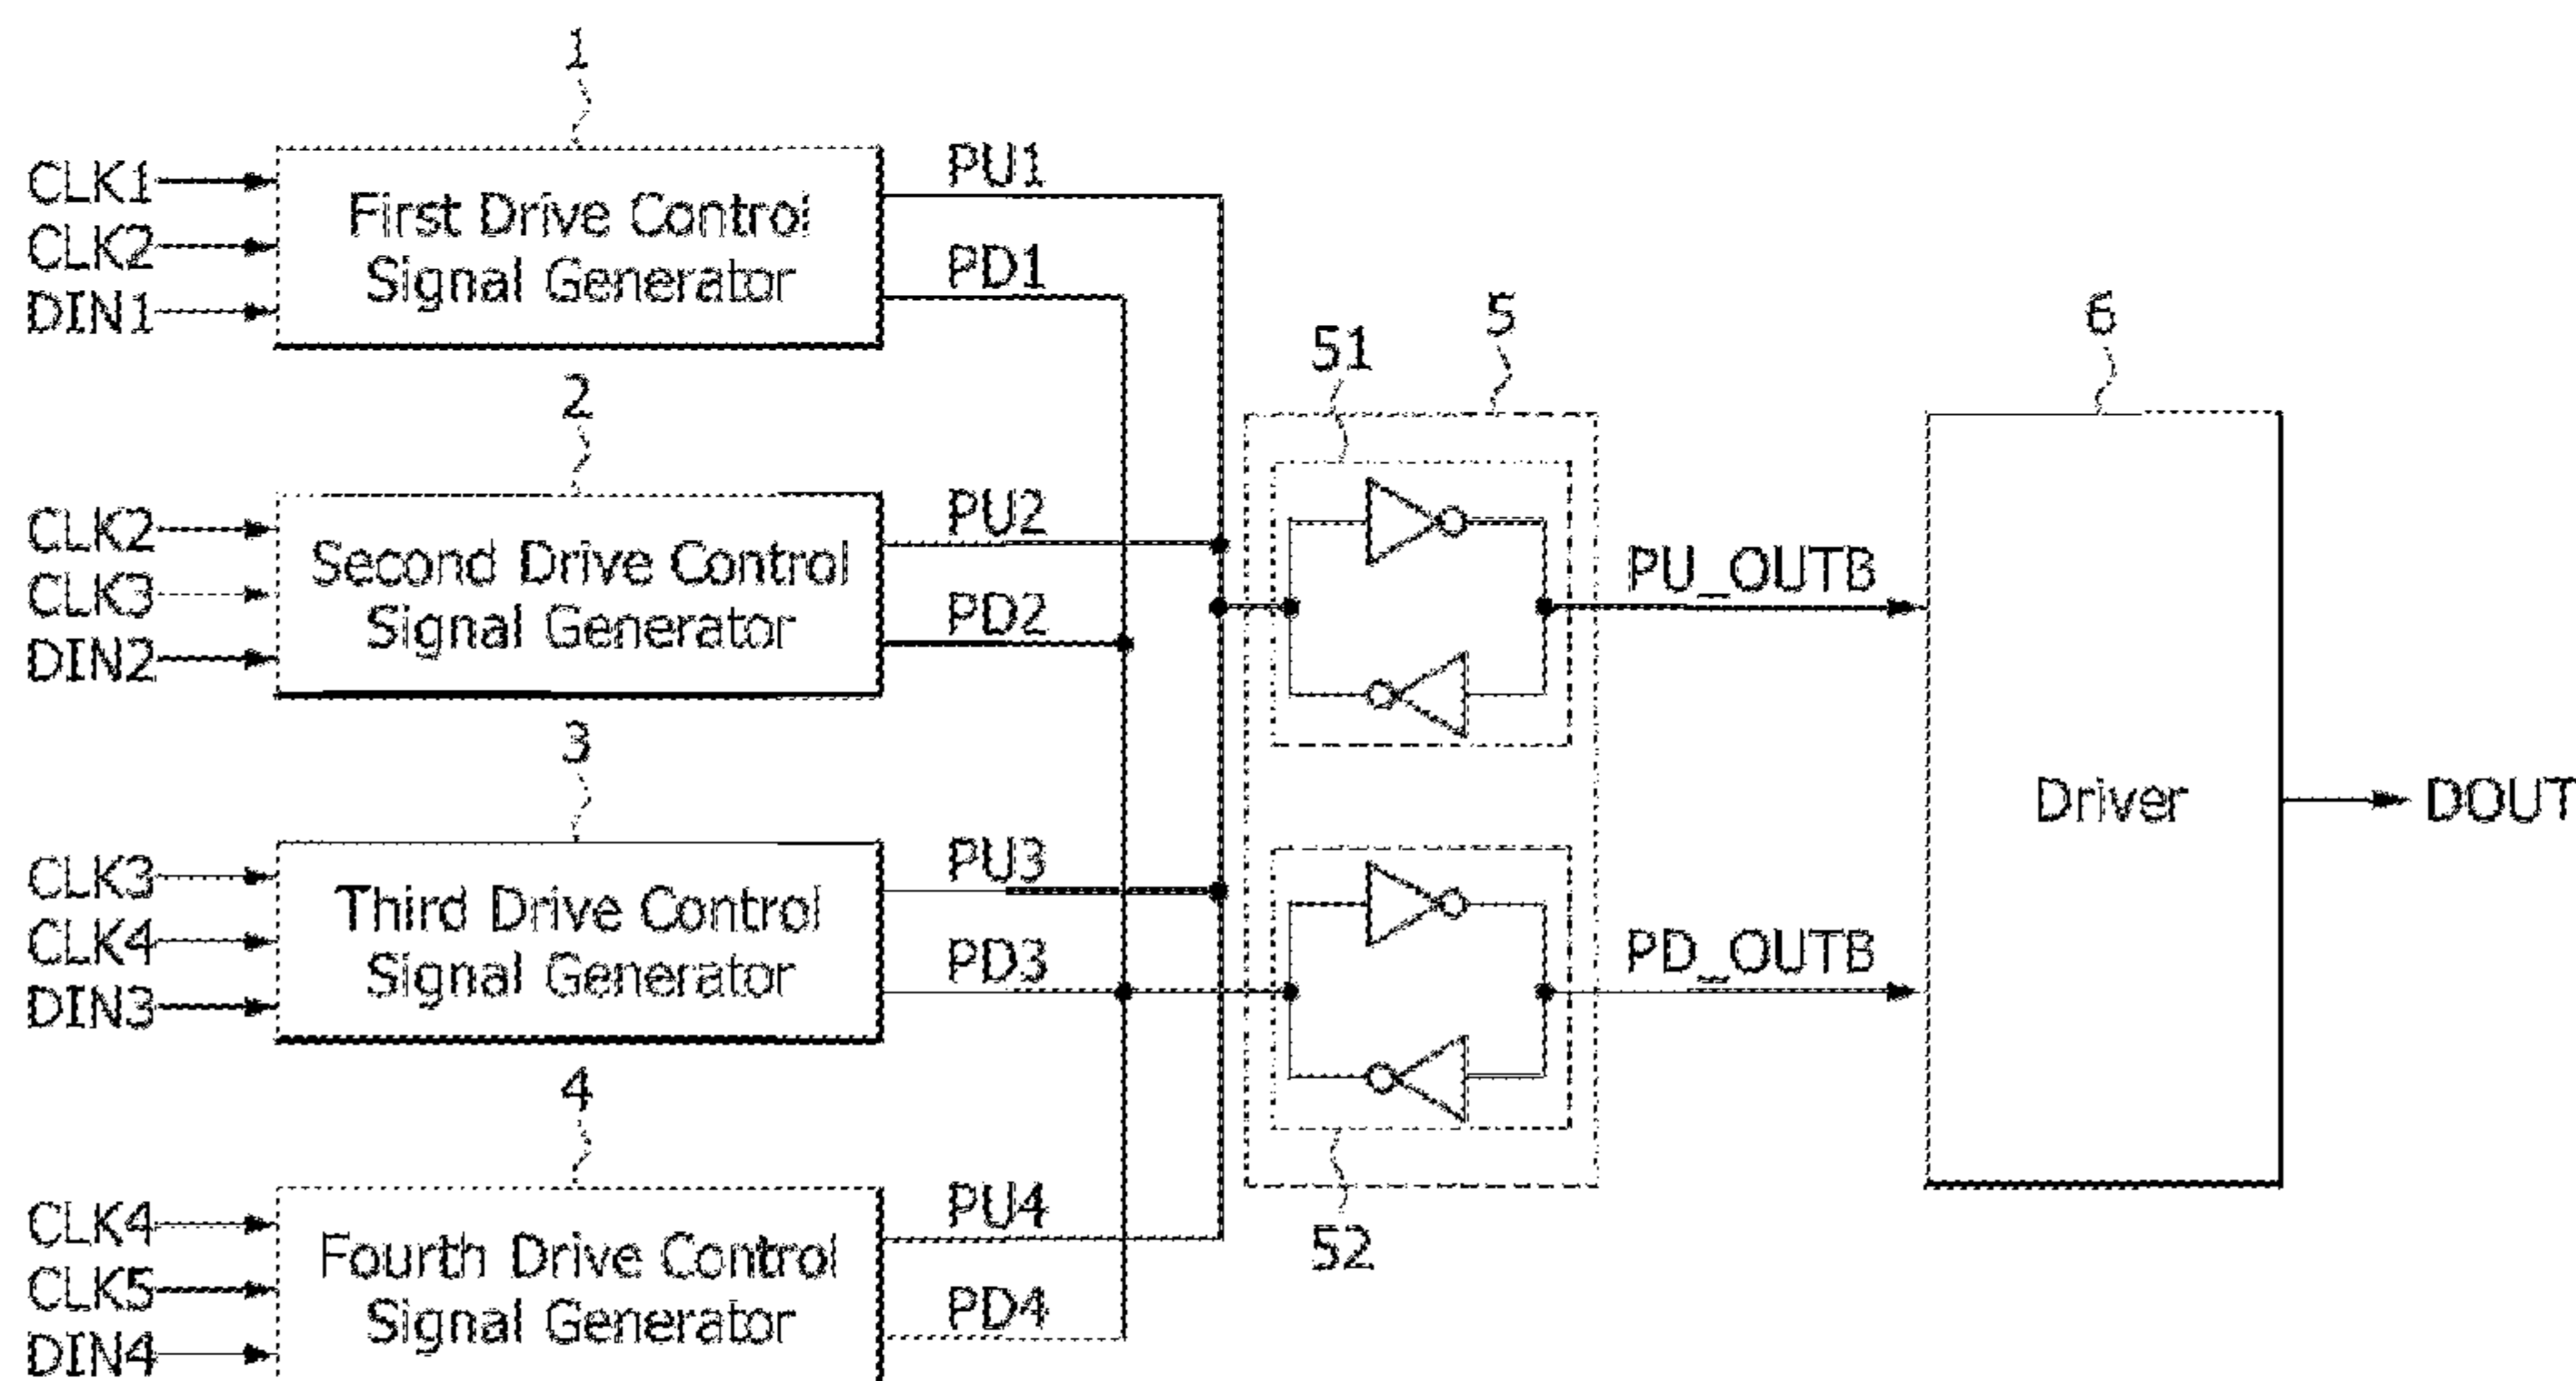 1
CLK1
CLK2
DIN1
First Drive Control
Signal Generator
PU1
PD1
2
CLK2
CLK3
DIN2
Second Drive Control
Signal Generator
PU2
PD2
3
CLK3
CLK4
DIN3
Third Drive Control
Signal Generator
PU3
PD3
4
CLK4
CLK5
DIN4
Fourth Drive Control
Signal Generator
PU4
PD4
51
5
52
PU_OUTB
PD_OUTB
6
Driver
DOUT